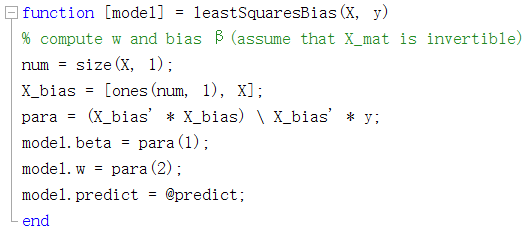 function [model] = leastSquaresBias(X, y)
% compute w and bias β(assume that X_mat is invertible)
num = size(X, 1);
X_bias = [ones(num, 1), X];
para = (X_bias' * X_bias) \ X_bias' * y;
model.beta = para(1);
model.w = para(2);
model.predict = @predict;
end